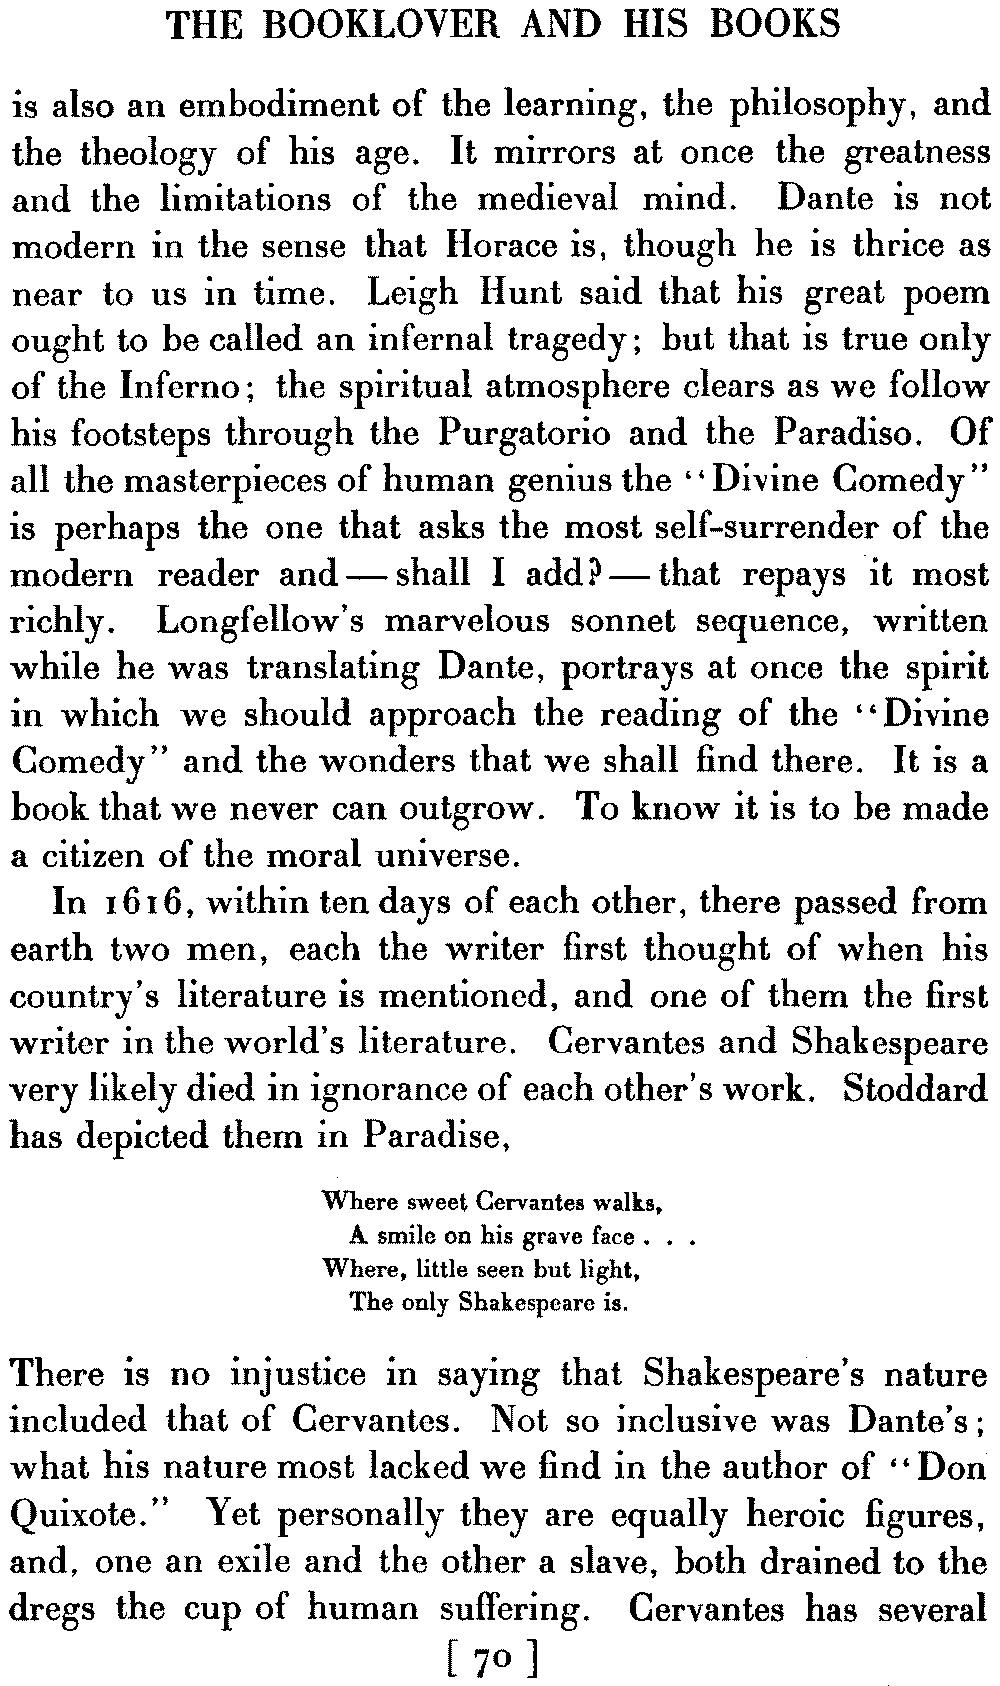 THE BOOKLOVER AND HIS BOOKS
is also an embodiment of the learning, the philosophy, and
the theology of his age. It mirrors at once the greatness
and the limitations of the medieval mind. Dante is not
modern in the sense that Horace is, though he is thrice as
near to us in time. Leigh Hunt said that his great poem
ought to be called an infernal tragedy; but that is true only
of the Inferno; the spiritual atmosphere clears as we follow
his footsteps through the Purgatorio and the Paradiso. Of
all the masterpieces of human genius the “Divine Comedy”
is perhaps the one that asks the most self-surrender of the
modern reader and — shall I add? — that repays it most
richly. Longfellow's marvelous sonnet sequence, written
while he was translating Dante, portrays at once the spirit
in which we should approach the reading of the “Divine
Comedy” and the wonders that we shall find there. It is a
book that we never can outgrow. To know it is to be made
a citizen of the moral universe.
In 1616, within ten days of each other, there passed from
earth two men, each the writer first thought of when his
country's literature is mentioned, and one of them the first
writer in the world's literature. Cervantes and Shakespeare
very likely died in ignorance of each other's work. Stoddard
has depicted them in Paradise,
Where sweet Cervantes walks,
A smile on his grave face . . .
Where, little seen but light,
The only Shakespeare is.
There is no injustice in saying that Shakespeare's nature
included that of Cervantes. Not so inclusive was Dante's;
what his nature most lacked we find in the author of “Don
Quixote.” Yet personally they are equally heroic figures,
and, one an exile and the other a slave, both drained to the
dregs the cup of human suffering. Cervantes has several
[ 70 ]